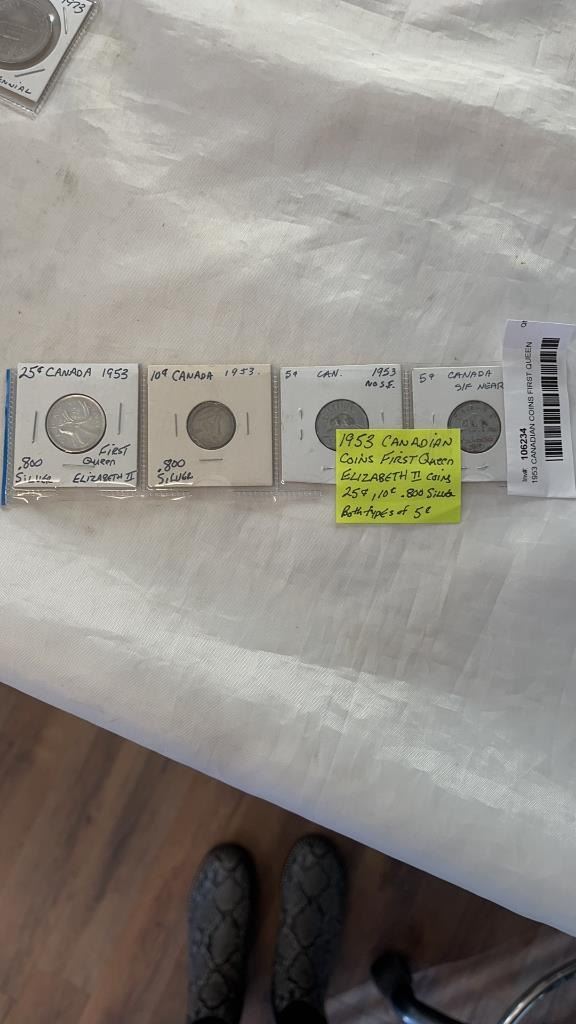 1973
25¢ CANADA 1953
.800
SILVER
FIRST
Queen
ELIZABETH II
10¢ CANADA 1953.
.800
SILVER
5¢ CAN. 1953
NO S.F.
5¢ CANADA
S/F NEAR
1953 CANADIAN
COINS FIRST Queen
ELIZABETH II COINS
25¢, 10¢ .800 Silver
Both types of 5¢
Inv#: 106234
1953 CANADIAN COINS FIRST QUEEN